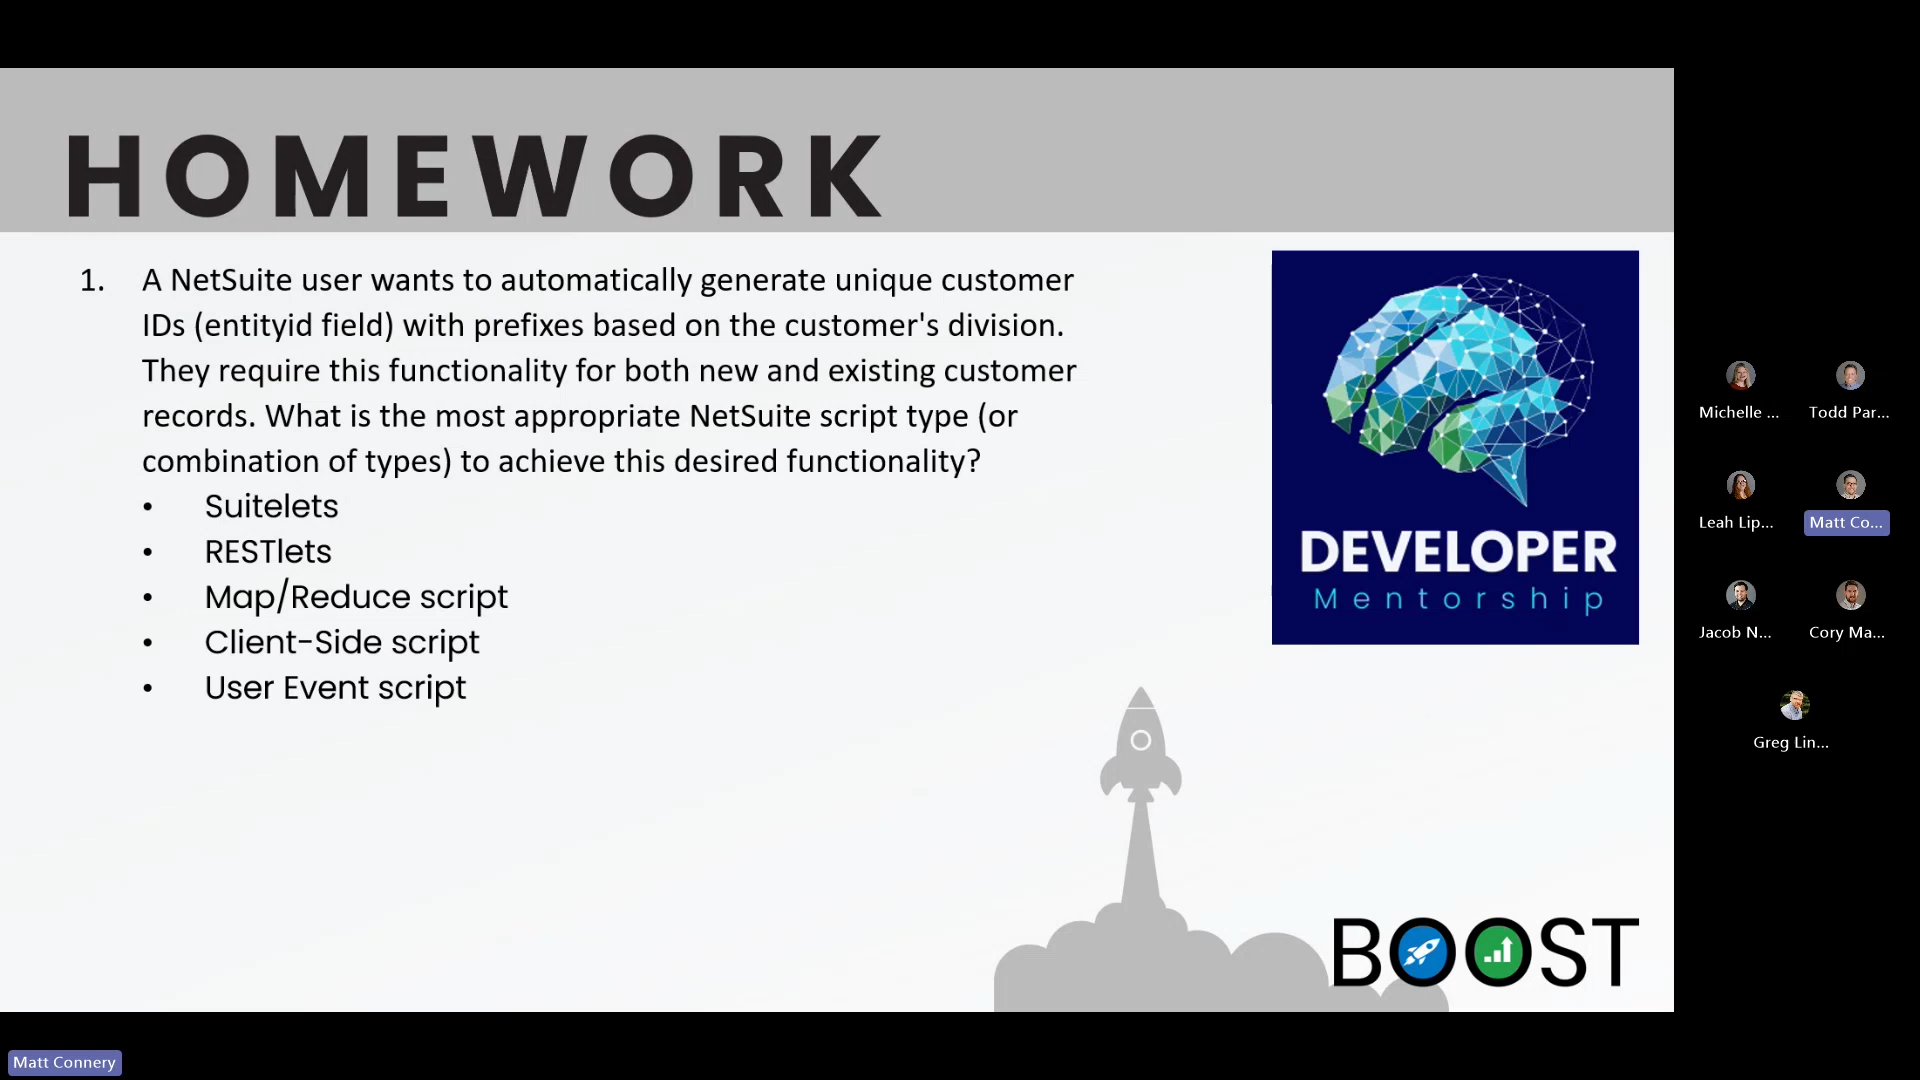 HOMEWORK
1. A NetSuite user wants to automatically generate unique customer
IDs (entityid field) with prefixes based on the customer's division.
They require this functionality for both new and existing customer
records. What is the most appropriate NetSuite script type (or
combination of types) to achieve this desired functionality?
• Suitelets
• RESTlets
• Map/Reduce script
• Client-Side script
• User Event script
DEVELOPER
Mentorship
BOOST
Michelle ...
Todd Par...
Leah Lip...
Matt Co...
Jacob N...
Cory Ma...
Greg Lin...
Matt Connery